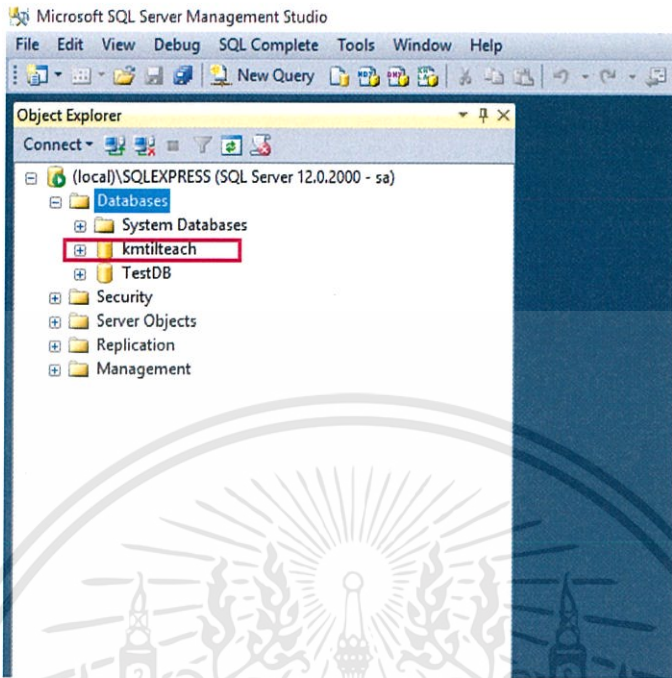 Microsoft SQL Server Management Studio
File Edit View Debug SQL Complete Tools Window Help
New Query
Object Explorer
Connect
(local)\SQLEXPRESS (SQL Server 12.0.2000 - sa)
Databases
System Databases
kmtilteach
TestDB
Security
Server Objects
Replication
Management